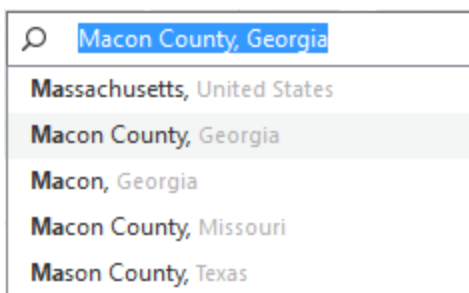 Macon County, Georgia
Massachusetts, United States
Macon County, Georgia
Macon, Georgia
Macon County, Missouri
Mason County, Texas